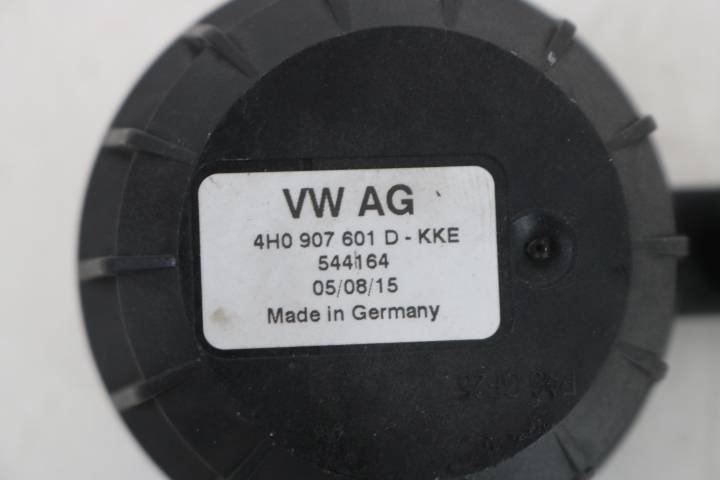 VW AG
4H0 907 601 D - KKE
544164
05/08/15
Made in Germany